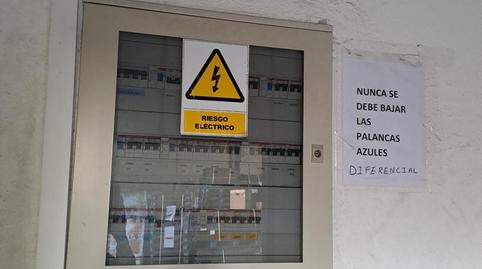 RIESGO
ELÉCTRICO
NUNCA SE
DEBE BAJAR
LAS
PALANCAS
AZULES
DIFERENCIAL